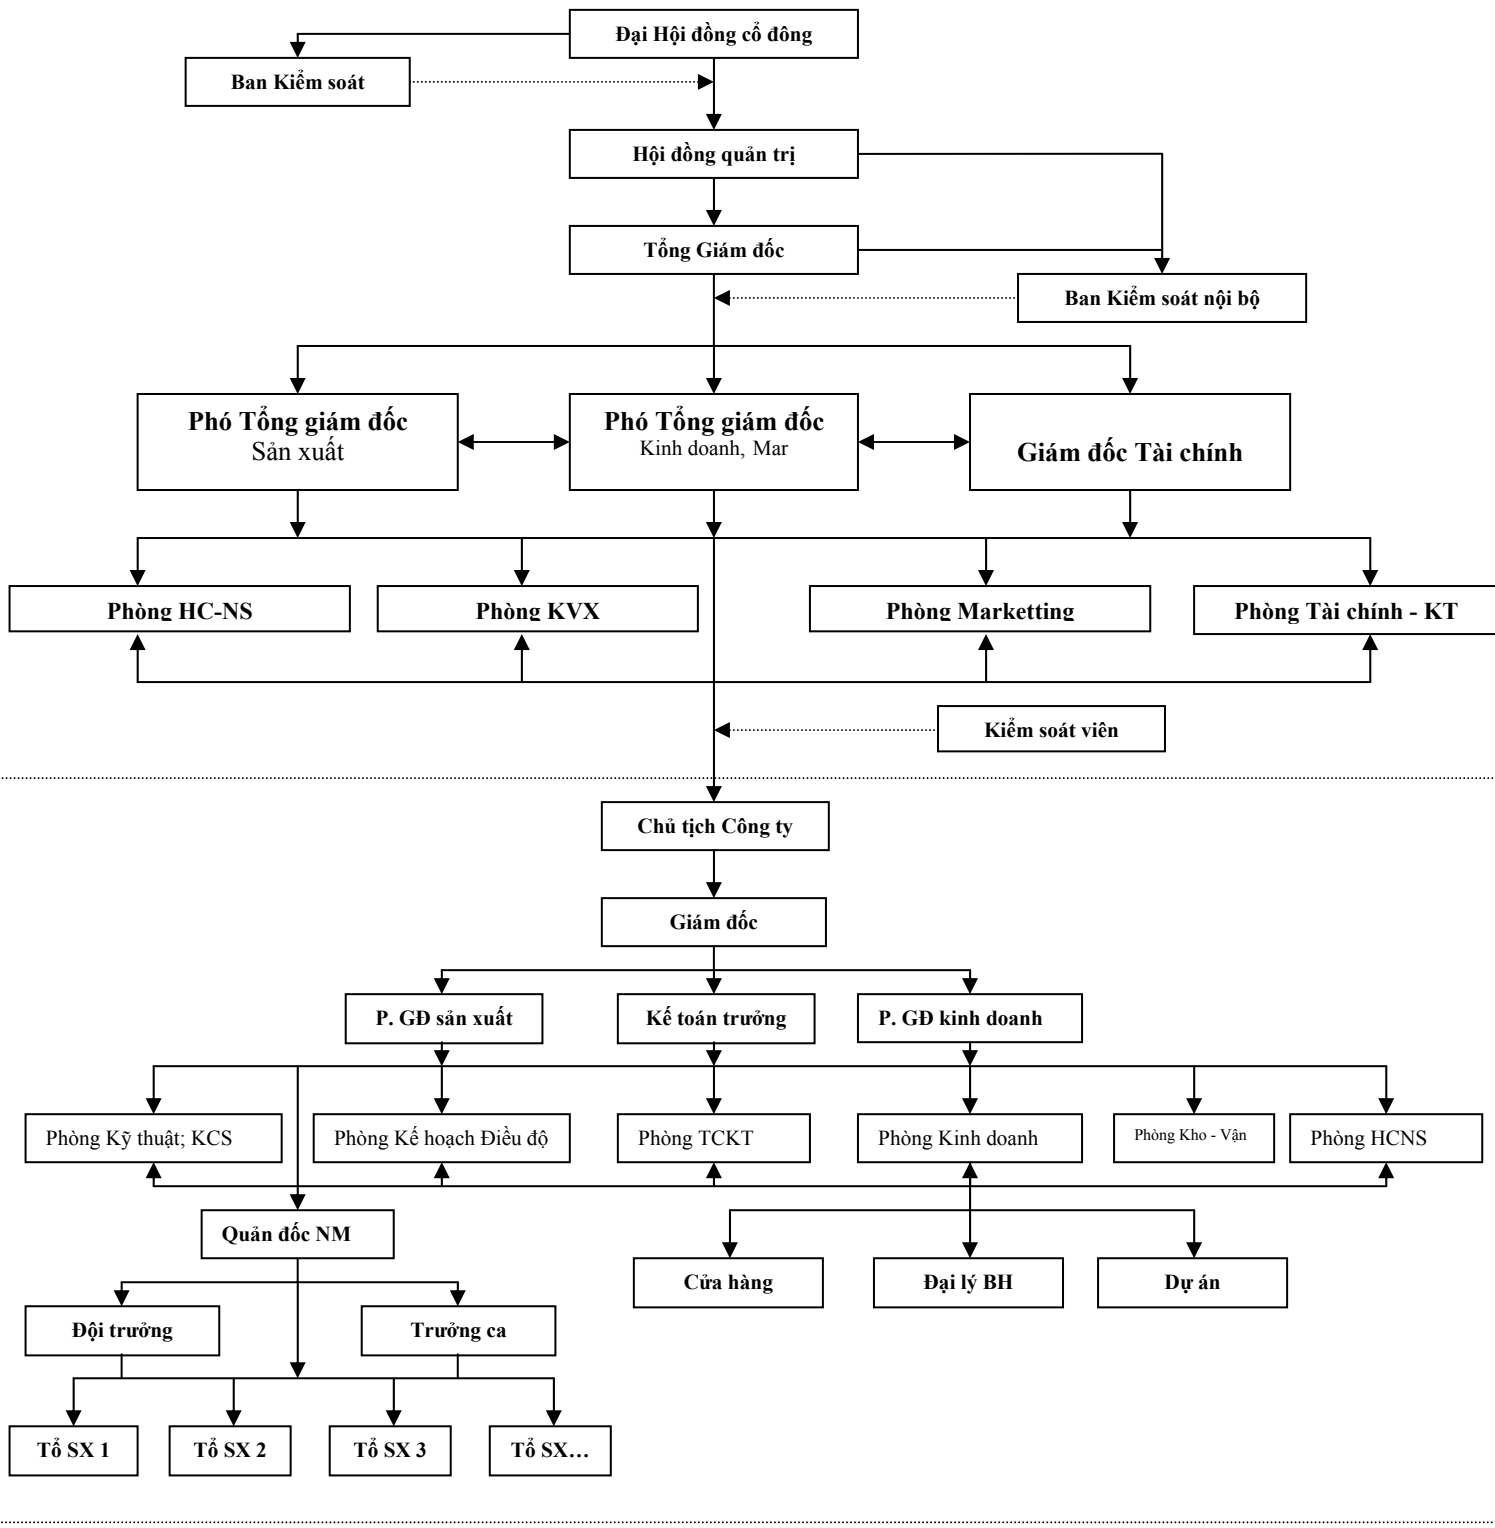 Đại Hội đồng cổ đông
Ban Kiểm soát
Hội đồng quản trị
Tổng Giám đốc
Ban Kiểm soát nội bộ
Phó Tổng giám đốc
Sản xuất
Phó Tổng giám đốc
Kinh doanh, Mar
Giám đốc Tài chính
Phòng HC-NS
Phòng KVX
Phòng Marketting
Phòng Tài chính - KT
Kiểm soát viên
Chủ tịch Công ty
Giám đốc
P. GĐ sản xuất
Kế toán trưởng
P. GĐ kinh doanh
Phòng Kỹ thuật; KCS
Phòng Kế hoạch Điều độ
Phòng TCKT
Phòng Kinh doanh
Phòng Kho - Vận
Phòng HCNS
Quản đốc NM
Cửa hàng
Đại lý BH
Dự án
Đội trưởng
Trưởng ca
Tổ SX 1
Tổ SX 2
Tổ SX 3
Tổ SX…